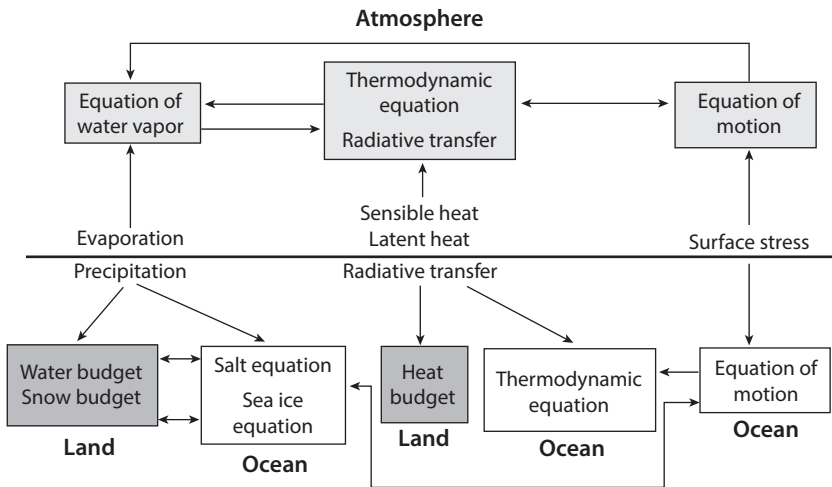 Atmosphere
Equation of
water vapor
Thermodynamic
equation
Radiative transfer
Equation of
motion
Evaporation
Sensible heat
Latent heat
Surface stress
Precipitation
Radiative transfer
Water budget
Snow budget
Land
Salt equation
Sea ice
equation
Ocean
Heat
budget
Land
Thermodynamic
equation
Ocean
Equation of
motion
Ocean